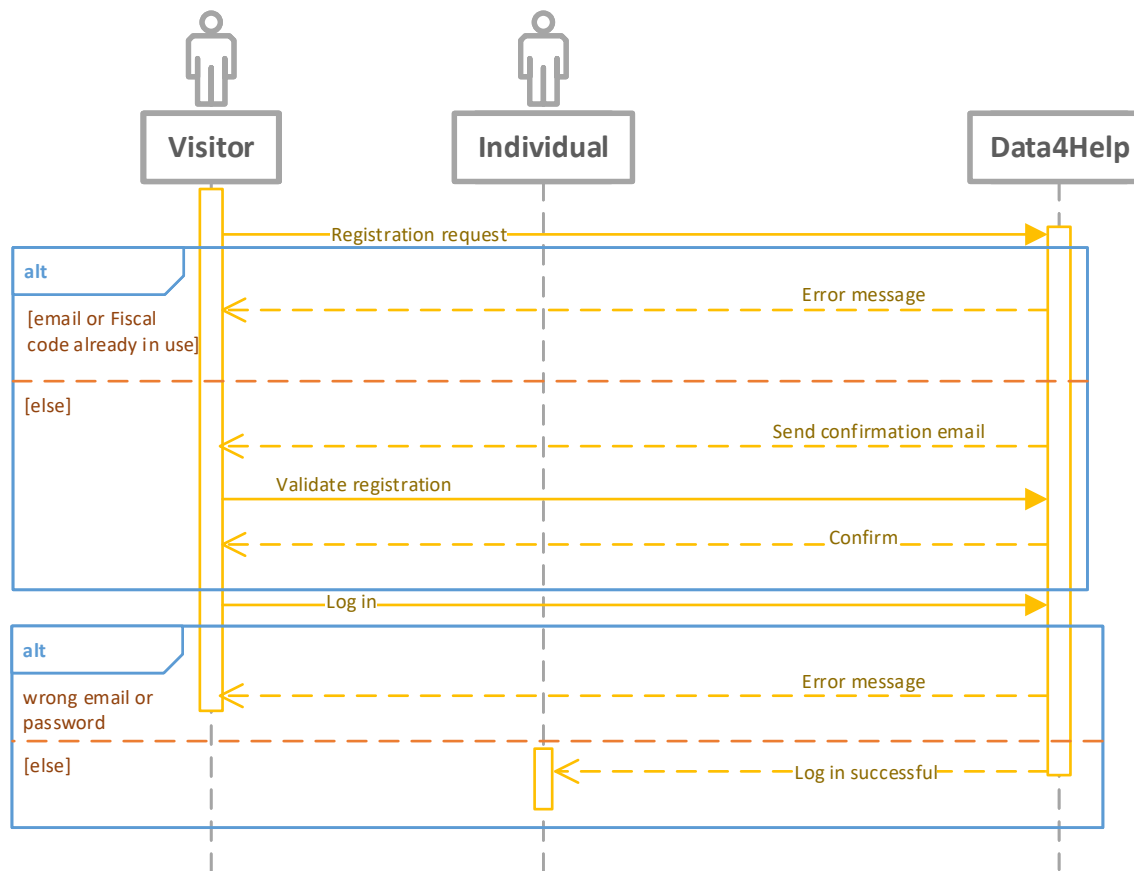 Visitor
Individual
Data4Help
Registration request
alt
Error message
[email or Fiscal
code already in use]
[else]
Send confirmation email
Validate registration
Confirm
Log in
alt
Error message
wrong email or
password
[else]
Log in successful